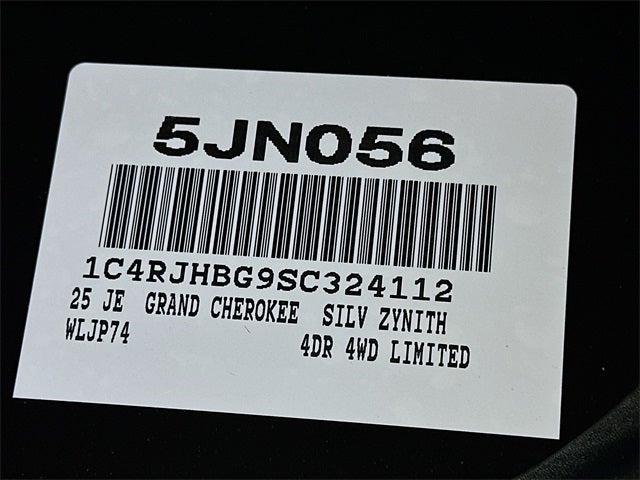 5JN056
1C4RJHBG9SC324112
25 JE GRAND CHEROKEE SILV ZYNITH
WLJP74 4DR 4WD LIMITED